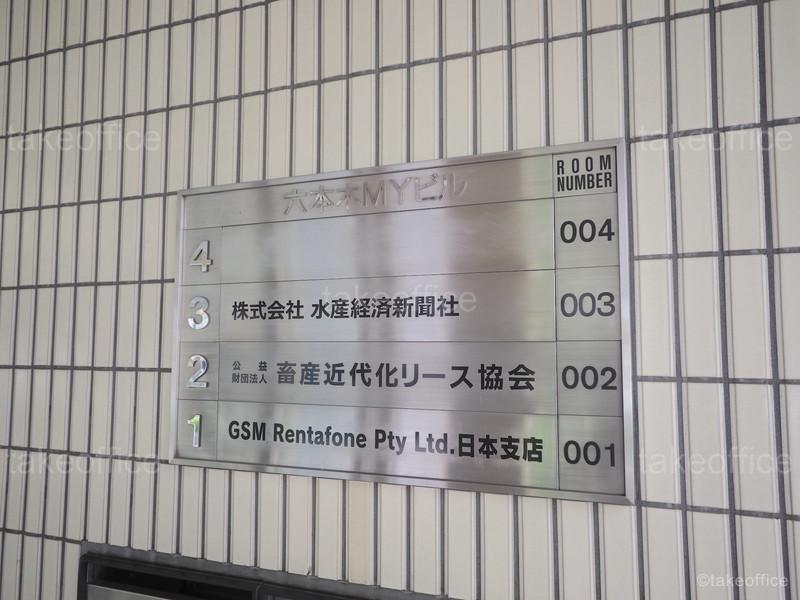 六本木MYビル
ROOM
NUMBER
4 004
3 株式会社 水産経済新聞社 003
2 公益
財団法人 畜産近代化リース協会 002
1 GSM Rentafone Pty Ltd.日本支店 001
takeoffice
takeoffice
takeoffice
takeoffice
takeoffice
©takeoffice